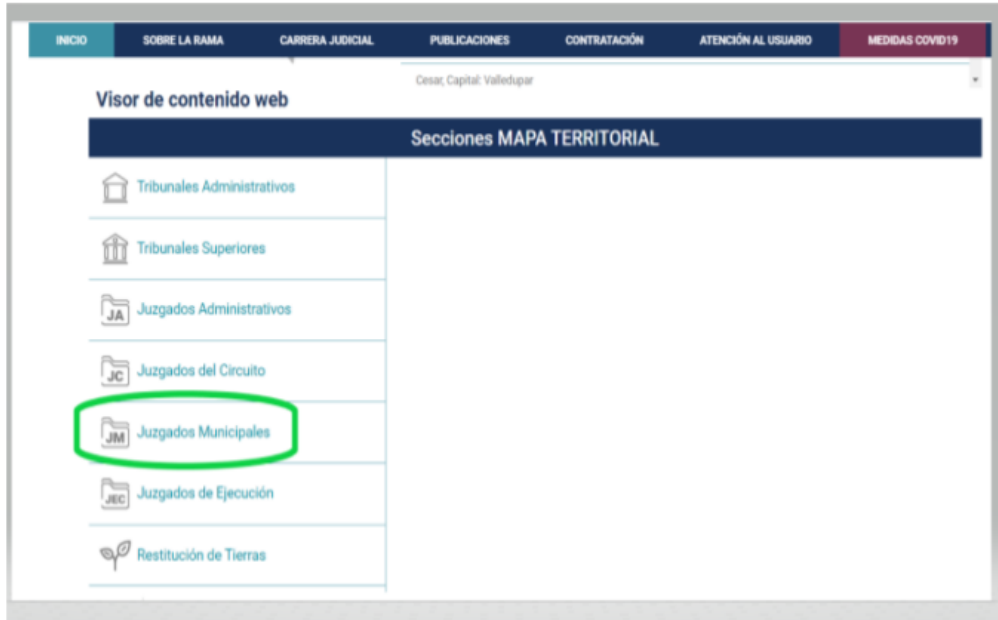 INICIO SOBRE LA RAMA CARRERA JUDICIAL PUBLICACIONES CONTRATACIÓN ATENCIÓN AL USUARIO MEDIDAS COVID19
Cesar, Capital: Valledupar
Visor de contenido web
Secciones MAPA TERRITORIAL
Tribunales Administrativos
Tribunales Superiores
JA Juzgados Administrativos
JC Juzgados del Circuito
JM Juzgados Municipales
JEC Juzgados de Ejecución
Restitución de Tierras